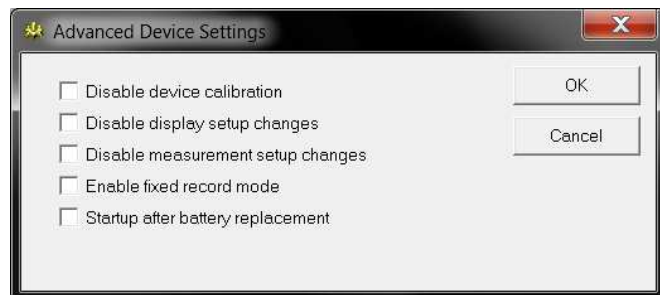 Advanced Device Settings
Disable device calibration
OK
Disable display setup changes
Cancel
Disable measurement setup changes
Enable fixed record mode
Startup after battery replacement